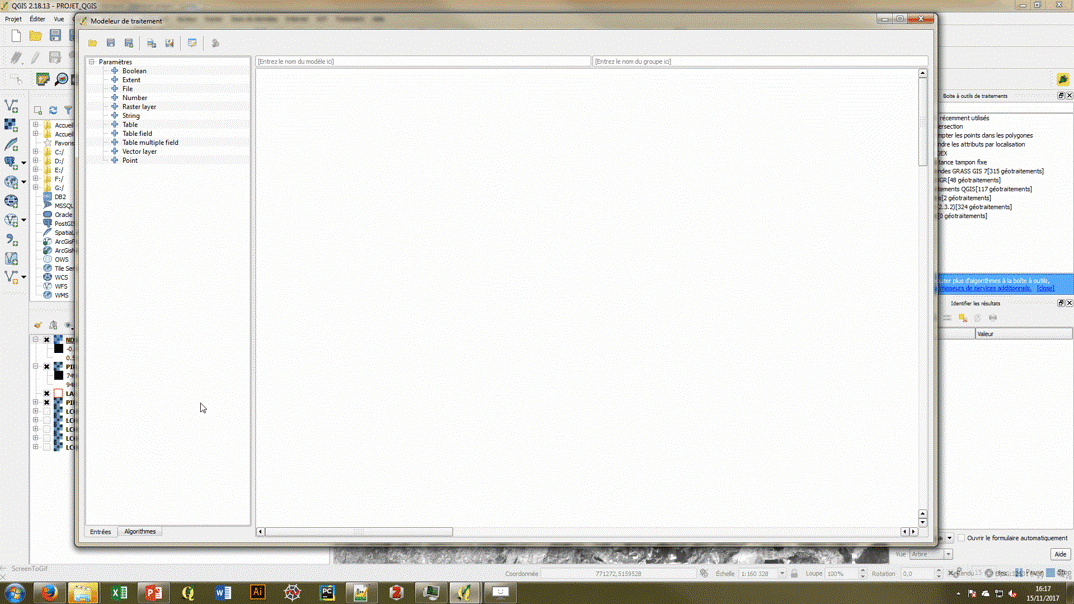 QGIS 2.18.13 - PROJET_QGIS
Projet Éditer Vue
Modeleur de traitement
Paramètres
Boolean
Extent
File
Number
Raster layer
String
Table
Table field
Table multiple field
Vector layer
Point
Entrées Algorithmes
[Entrez le nom du modèle ici] [Entrez le nom du groupe ici]
Accueil
Accueil
Favoris
C:/
D:/
E:/
F:/
G:/
DB2
MSSQL
Oracle
PostGI
Spatial
ArcGisF
ArcGisM
OWS
Tile Ser
WCS
WFS
WMS
Boîte à outils de traitements
récemment utilisés
ersection
mpter les points dans les polygones
ndre les attributs par localisation
DEX
tance tampon fixe
ndes GRASS GIS 7 [315 géotraitements]
GR [48 géotraitements]
tements QGIS [117 géotraitements]
[2 géotraitements]
2.3.2) [324 géotraitements]
[0 géotraitements]
outer plus d'algorithmes à la boîte à outils,
nisseurs de services additionnels. [close]
Identifier les résultats
Valeur
Ouvrir le formulaire automatiquement
Vue Arbre Aide
ScreenToGif
Coordonnée 771272,5159528 Échelle 1:160 328 Loupe 100% Rotation 0,0
16:17
15/11/2017